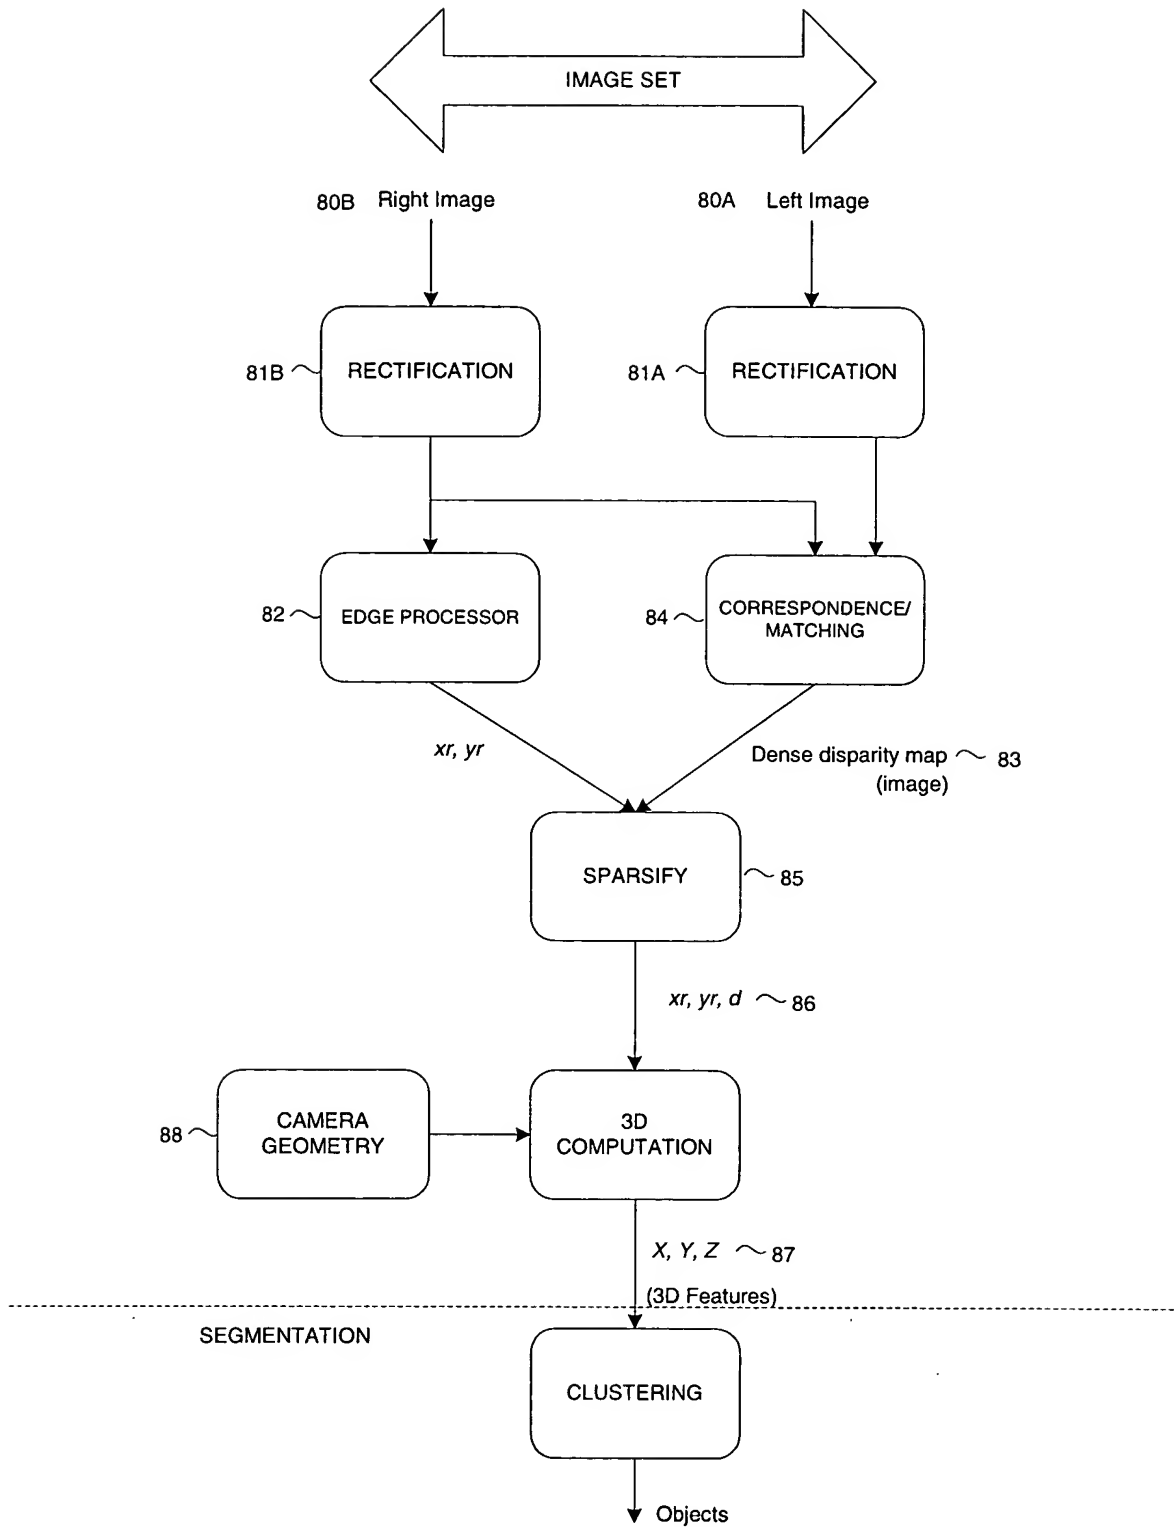 IMAGE SET
80B Right Image
80A Left Image
81B RECTIFICATION
81A RECTIFICATION
82 EDGE PROCESSOR
84 CORRESPONDENCE/
MATCHING
xr, yr
Dense disparity map 83
(image)
SPARSIFY 85
xr, yr, d 86
88
CAMERA
GEOMETRY
3D
COMPUTATION
X, Y, Z 87
(3D Features)
SEGMENTATION
CLUSTERING
Objects